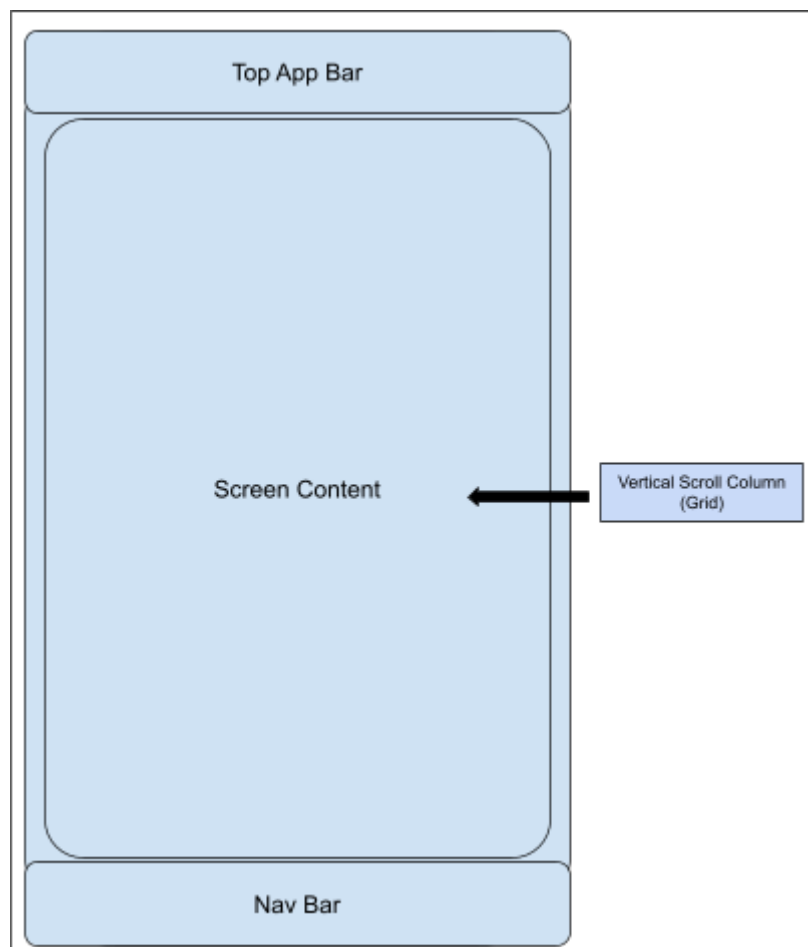 Top App Bar
Screen Content
Vertical Scroll Column
(Grid)
Nav Bar